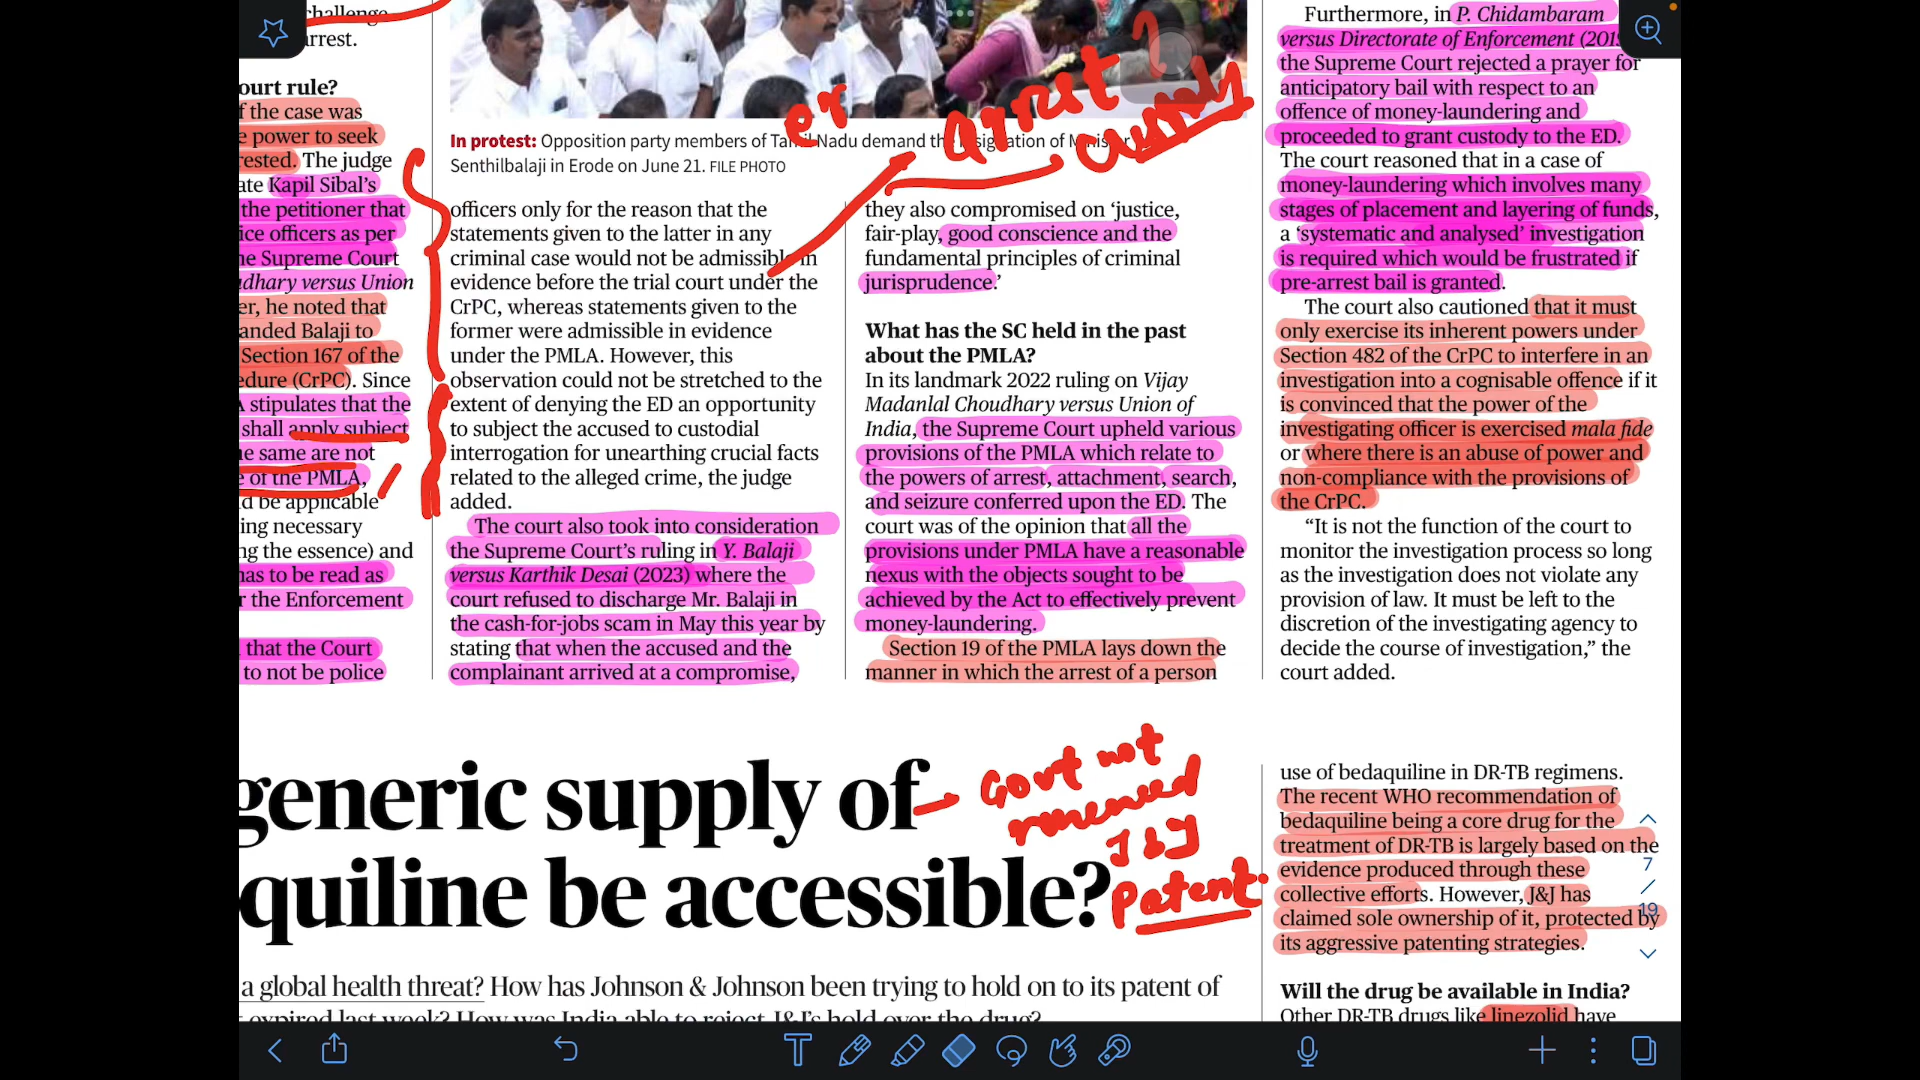 challenge
arrest.
ourt rule?
f the case was
e power to seek
rested. The judge
ate Kapil Sibal's
the petitioner that
ice officers as per
he Supreme Court
dhary versus Union
er, he noted that
anded Balaji to
Section 167 of the
edure (CrPC). Since
A stipulates that the
shall apply subject
e same are not
e of the PMLA,
d be applicable
ing necessary
ng the essence) and
has to be read as
r the Enforcement
that the Court
to not be police
er
arrest ?
custody
In protest: Opposition party members of Tamil Nadu demand the resignation of Minister
Senthilbalaji in Erode on June 21. FILE PHOTO
officers only for the reason that the
statements given to the latter in any
criminal case would not be admissible in
evidence before the trial court under the
CrPC, whereas statements given to the
former were admissible in evidence
under the PMLA. However, this
observation could not be stretched to the
extent of denying the ED an opportunity
to subject the accused to custodial
interrogation for unearthing crucial facts
related to the alleged crime, the judge
added.
The court also took into consideration
the Supreme Court's ruling in Y. Balaji
versus Karthik Desai (2023) where the
court refused to discharge Mr. Balaji in
the cash-for-jobs scam in May this year by
stating that when the accused and the
complainant arrived at a compromise,
they also compromised on 'justice,
fair-play, good conscience and the
fundamental principles of criminal
jurisprudence.'
What has the SC held in the past
about the PMLA?
In its landmark 2022 ruling on Vijay
Madanlal Choudhary versus Union of
India, the Supreme Court upheld various
provisions of the PMLA which relate to
the powers of arrest, attachment, search,
and seizure conferred upon the ED. The
court was of the opinion that all the
provisions under PMLA have a reasonable
nexus with the objects sought to be
achieved by the Act to effectively prevent
money-laundering.
Section 19 of the PMLA lays down the
manner in which the arrest of a person
Furthermore, in P. Chidambaram
versus Directorate of Enforcement (2019
the Supreme Court rejected a prayer for
anticipatory bail with respect to an
offence of money-laundering and
proceeded to grant custody to the ED.
The court reasoned that in a case of
money-laundering which involves many
stages of placement and layering of funds,
a 'systematic and analysed' investigation
is required which would be frustrated if
pre-arrest bail is granted.
The court also cautioned that it must
only exercise its inherent powers under
Section 482 of the CrPC to interfere in an
investigation into a cognisable offence if it
is convinced that the power of the
investigating officer is exercised mala fide
or where there is an abuse of power and
non-compliance with the provisions of
the CrPC.
“It is not the function of the court to
monitor the investigation process so long
as the investigation does not violate any
provision of law. It must be left to the
discretion of the investigating agency to
decide the course of investigation,” the
court added.
generic supply of
quiline be accessible?
Govt not
renewed
J&J
Patent
a global health threat? How has Johnson & Johnson been trying to hold on to its patent of
t expired last week? How was India able to reject J&J's hold over the drug?
use of bedaquiline in DR-TB regimens.
The recent WHO recommendation of
bedaquiline being a core drug for the
treatment of DR-TB is largely based on the
evidence produced through these
collective efforts. However, J&J has
claimed sole ownership of it, protected by
its aggressive patenting strategies.
Will the drug be available in India?
Other DR-TB drugs like linezolid have
7
/
19
T